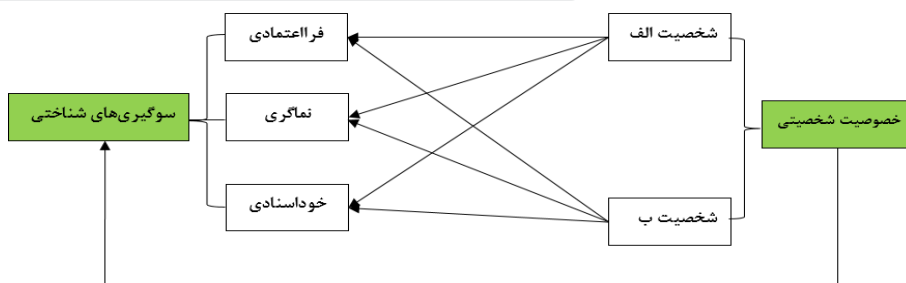 شخصیت الف
فرااعتمادی
خصوصیت شخصیتی
نماگری
سوگیری‌های شناختی
شخصیت ب
خوداسنادی